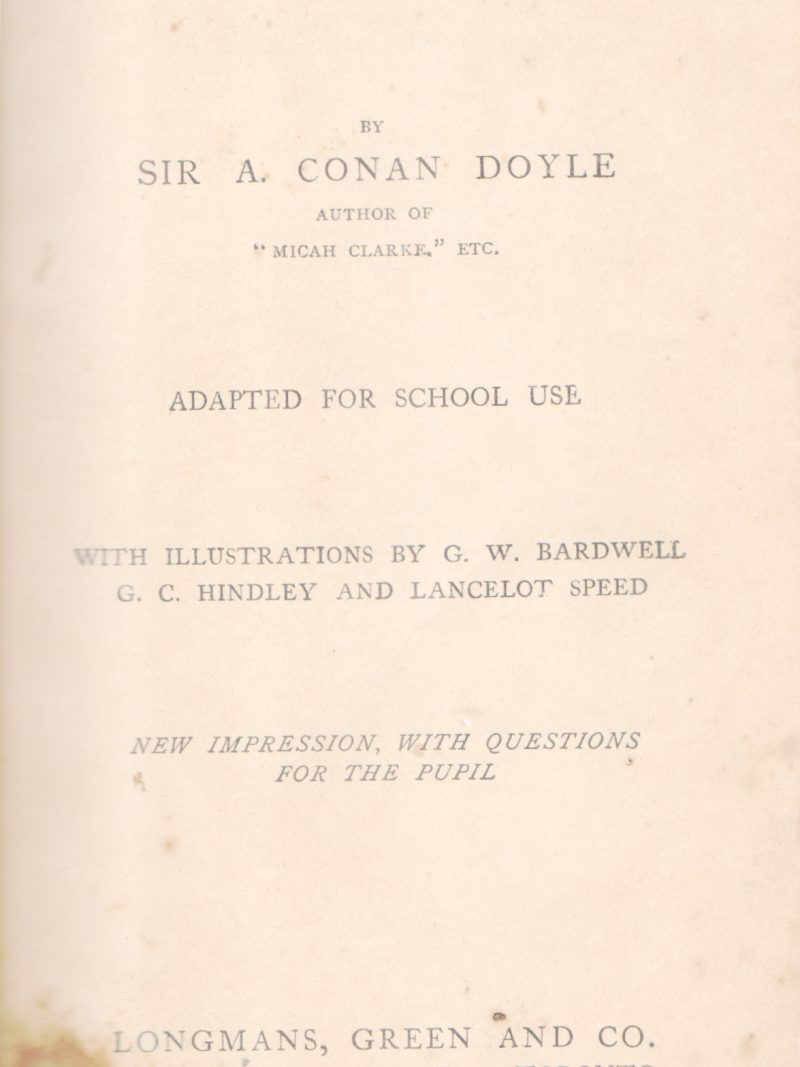 BY
SIR A. CONAN DOYLE
AUTHOR OF
“MICAH CLARKE,” ETC.
ADAPTED FOR SCHOOL USE
WITH ILLUSTRATIONS BY G. W. BARDWELL
G. C. HINDLEY AND LANCELOT SPEED
NEW IMPRESSION, WITH QUESTIONS
FOR THE PUPIL
LONGMANS, GREEN AND CO.